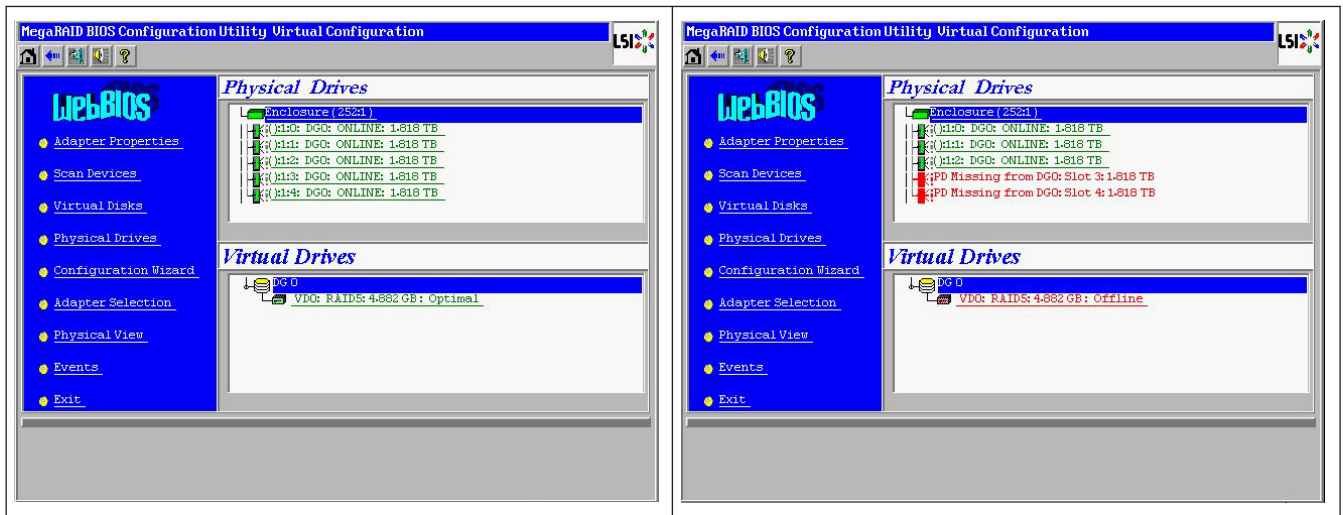 MegaRAID BIOS Configuration Utility Virtual Configuration
LSI
?
WebBIOS
Adapter Properties
Scan Devices
Virtual Disks
Physical Drives
Configuration Wizard
Adapter Selection
Physical View
Events
Exit
Physical Drives
Enclosure (252:1)
():1:0: DG0: ONLINE: 1.818 TB
():1:1: DG0: ONLINE: 1.818 TB
():1:2: DG0: ONLINE: 1.818 TB
():1:3: DG0: ONLINE: 1.818 TB
():1:4: DG0: ONLINE: 1.818 TB
Virtual Drives
DG 0
VD0: RAID5: 4.882 GB: Optimal
MegaRAID BIOS Configuration Utility Virtual Configuration
LSI
?
WebBIOS
Adapter Properties
Scan Devices
Virtual Disks
Physical Drives
Configuration Wizard
Adapter Selection
Physical View
Events
Exit
Physical Drives
Enclosure (252:1)
():1:0: DG0: ONLINE: 1.818 TB
():1:1: DG0: ONLINE: 1.818 TB
():1:2: DG0: ONLINE: 1.818 TB
PD Missing from DG0: Slot 3: 1.818 TB
PD Missing from DG0: Slot 4: 1.818 TB
Virtual Drives
DG 0
VD0: RAID5: 4.882 GB: Offline